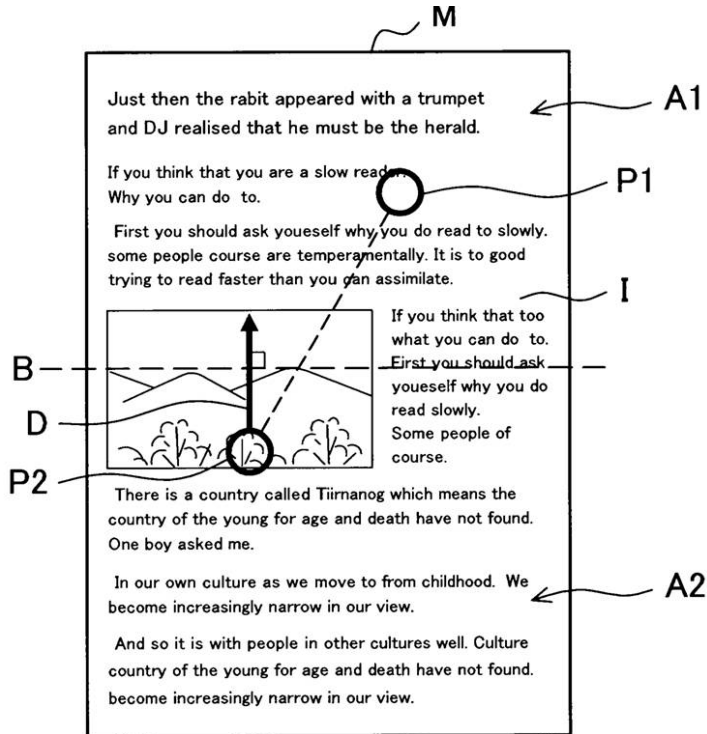 M
Just then the rabit appeared with a trumpet
and DJ realised that he must be the herald.
A1
If you think that you are a slow reader.
Why you can do to.
P1
First you should ask youeself why you do read to slowly.
some people course are temperamentally. It is to good
trying to read faster than you can assimilate.
I
If you think that too
what you can do to.
First you should ask
youeself why you do
read slowly.
Some people of
course.
B
D
P2
There is a country called Tiirnanog which means the
country of the young for age and death have not found.
One boy asked me.
In our own culture as we move to from childhood. We
become increasingly narrow in our view.
A2
And so it is with people in other cultures well. Culture
country of the young for age and death have not found.
become increasingly narrow in our view.